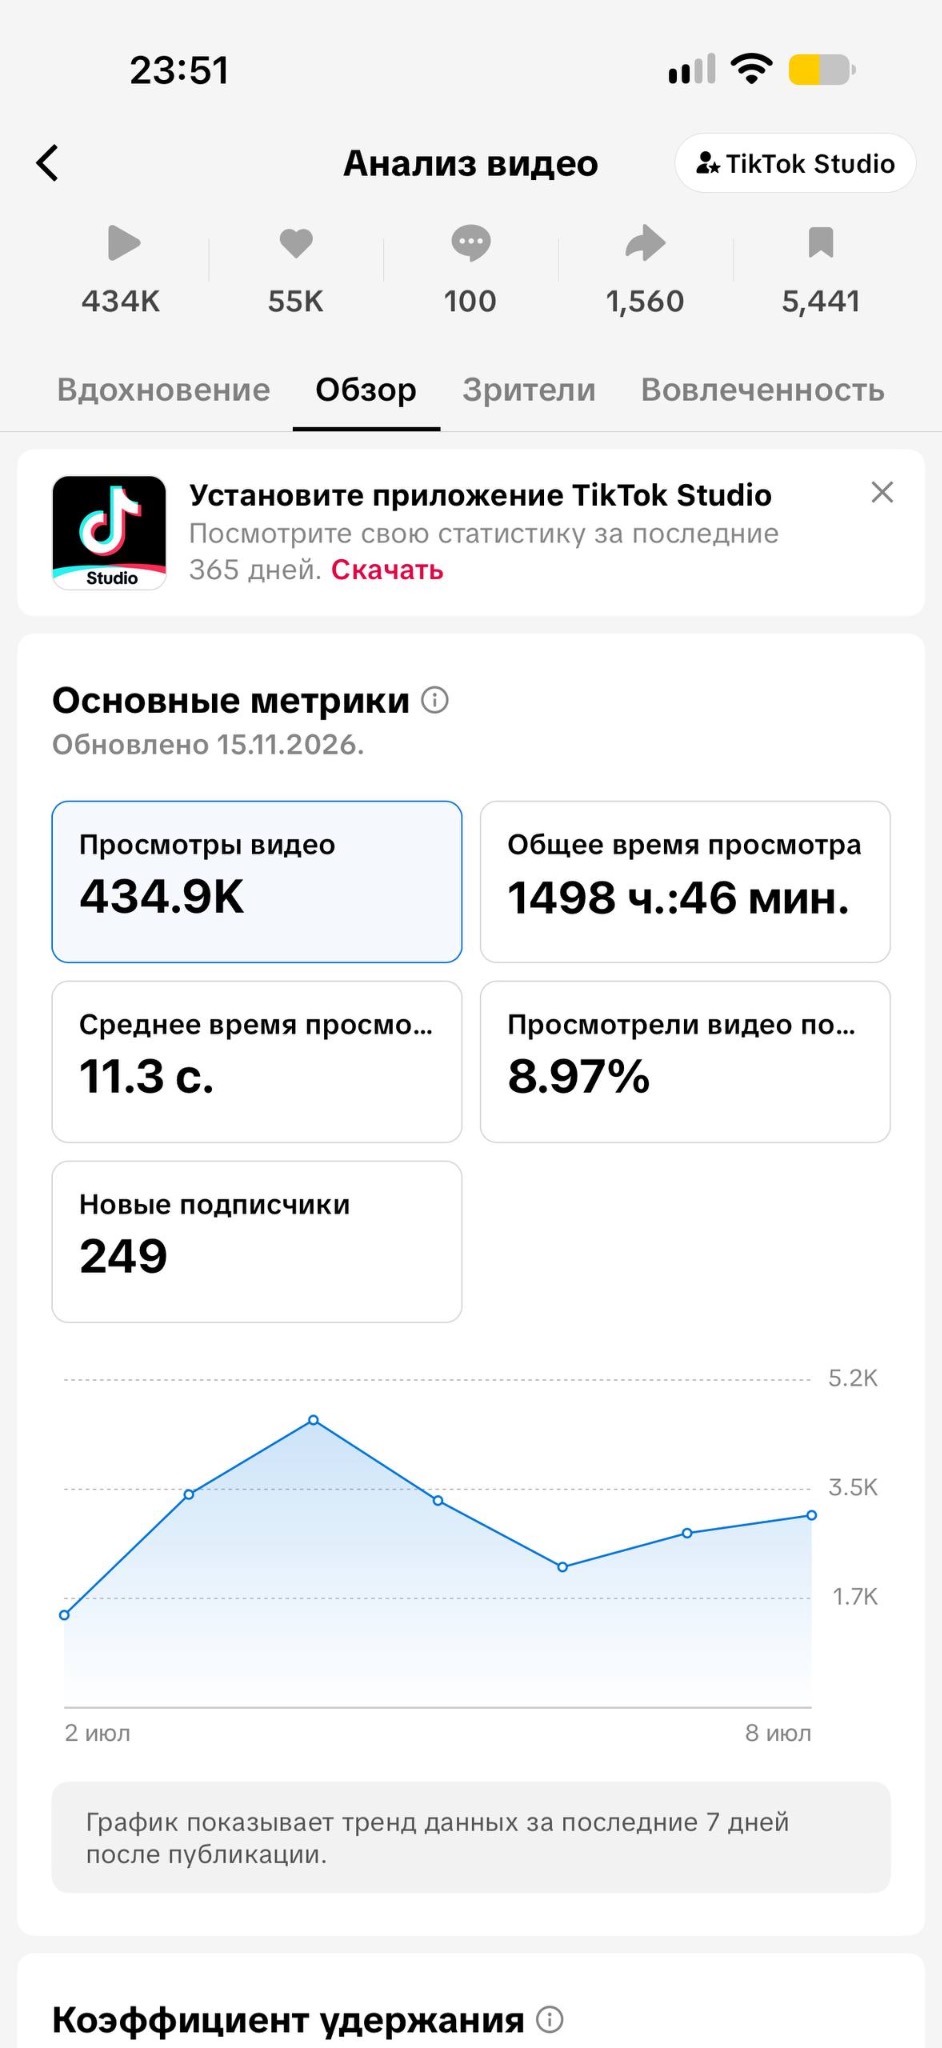 23:51
Анализ видео
TikTok Studio
434K
55K
100
1,560
5,441
Вдохновение
Обзор
Зрители
Вовлеченность
Studio
Установите приложение TikTok Studio
Посмотрите свою статистику за последние
365 дней. Скачать
Основные метрики
Обновлено 15.11.2026.
Просмотры видео
434.9K
Общее время просмотра
1498 ч.:46 мин.
Среднее время просмо...
11.3 с.
Просмотрели видео по...
8.97%
Новые подписчики
249
5.2K
3.5K
1.7K
2 июл
8 июл
График показывает тренд данных за последние 7 дней
после публикации.
Коэффициент удержания